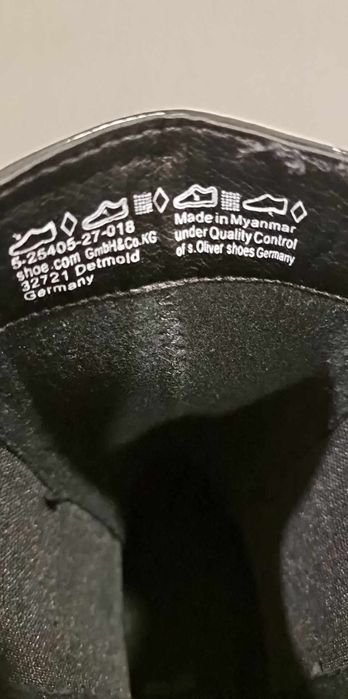 5-25405-27-018
shoe.com GmbH&Co.KG
32721 Detmold
Germany
Made in Myanmar
under Quality Control
of s.Oliver shoes Germany